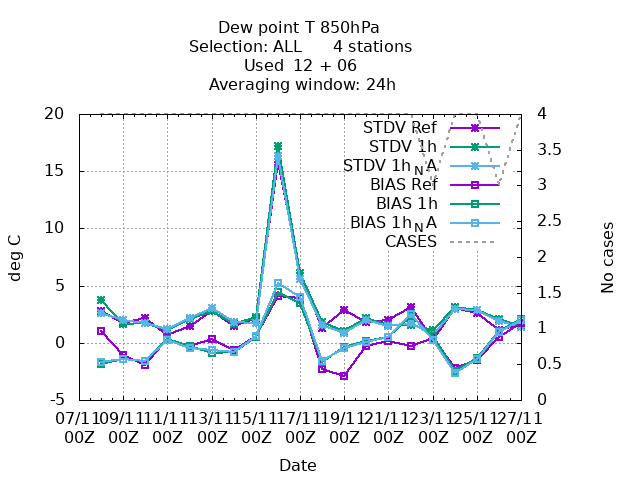 Dew point T 850hPa
Selection: ALL      4 stations
Used  12 + 06
Averaging window: 24h
deg C
No cases
20
15
10
5
0
-5
4
3.5
3
2.5
2
1.5
1
0.5
0
STDV Ref
STDV 1h
STDV 1hNA
BIAS Ref
BIAS 1h
BIAS 1hNA
CASES
07/11 09/11 11/11 13/11 15/11 17/11 19/11 21/11 23/11 25/11 27/11
00Z 00Z 00Z 00Z 00Z 00Z 00Z 00Z 00Z 00Z 00Z
Date